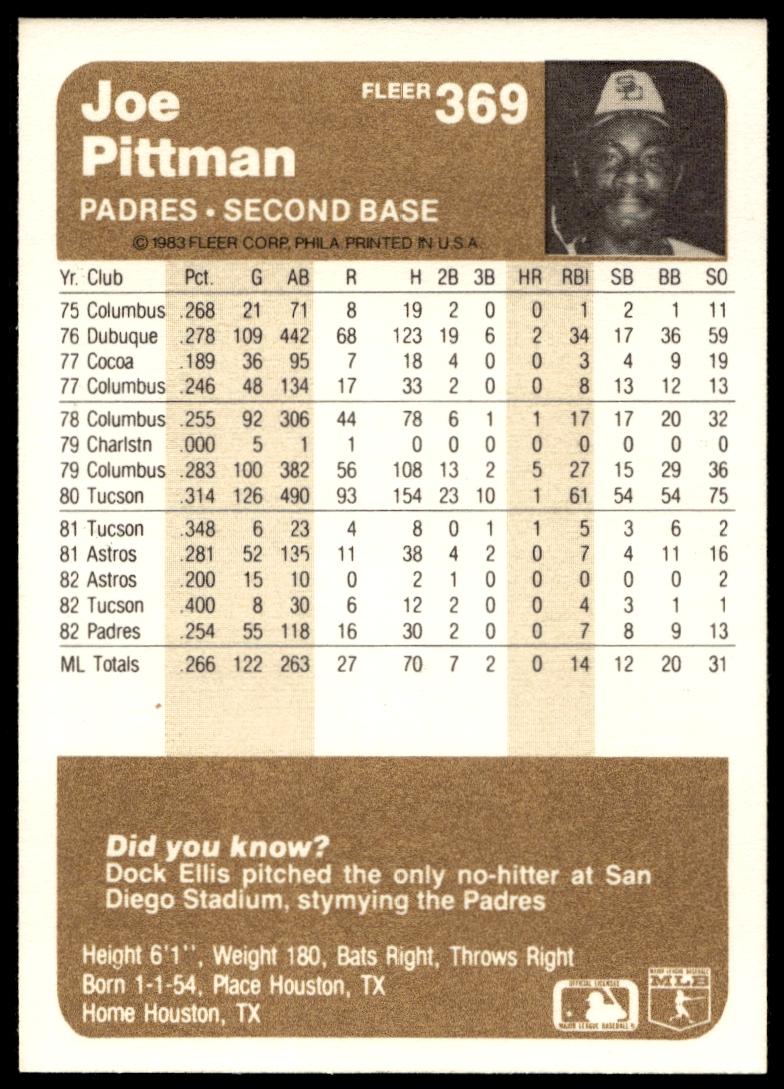 Joe
FLEER 369
Pittman
PADRES • SECOND BASE
© 1983 FLEER CORP., PHILA. PRINTED IN U.S.A.
Yr. Club Pct. G AB R H 2B 3B HR RBI SB BB SO
75 Columbus .268 21 71 8 19 2 0 0 1 2 1 11
76 Dubuque .278 109 442 68 123 19 6 2 34 17 36 59
77 Cocoa .189 36 95 7 18 4 0 0 3 4 9 19
77 Columbus .246 48 134 17 33 2 0 0 8 13 12 13
78 Columbus .255 92 306 44 78 6 1 1 17 17 20 32
79 Charlstn .000 5 1 1 0 0 0 0 0 0 0 0
79 Columbus .283 100 382 56 108 13 2 5 27 15 29 36
80 Tucson .314 126 490 93 154 23 10 1 61 54 54 75
81 Tucson .348 6 23 4 8 0 1 1 5 3 6 2
81 Astros .281 52 135 11 38 4 2 0 7 4 11 16
82 Astros .200 15 10 0 2 1 0 0 0 0 0 2
82 Tucson .400 8 30 6 12 2 0 0 4 3 1 1
82 Padres .254 55 118 16 30 2 0 0 7 8 9 13
ML Totals .266 122 263 27 70 7 2 0 14 12 20 31
Did you know?
Dock Ellis pitched the only no-hitter at San
Diego Stadium, stymying the Padres
Height 6'1'', Weight 180, Bats Right, Throws Right
Born 1-1-54, Place Houston, TX
Home Houston, TX
OFFICIAL LICENSEE
MAJOR LEAGUE BASEBALL
MAJOR LEAGUE BASEBALL
MLB
SD